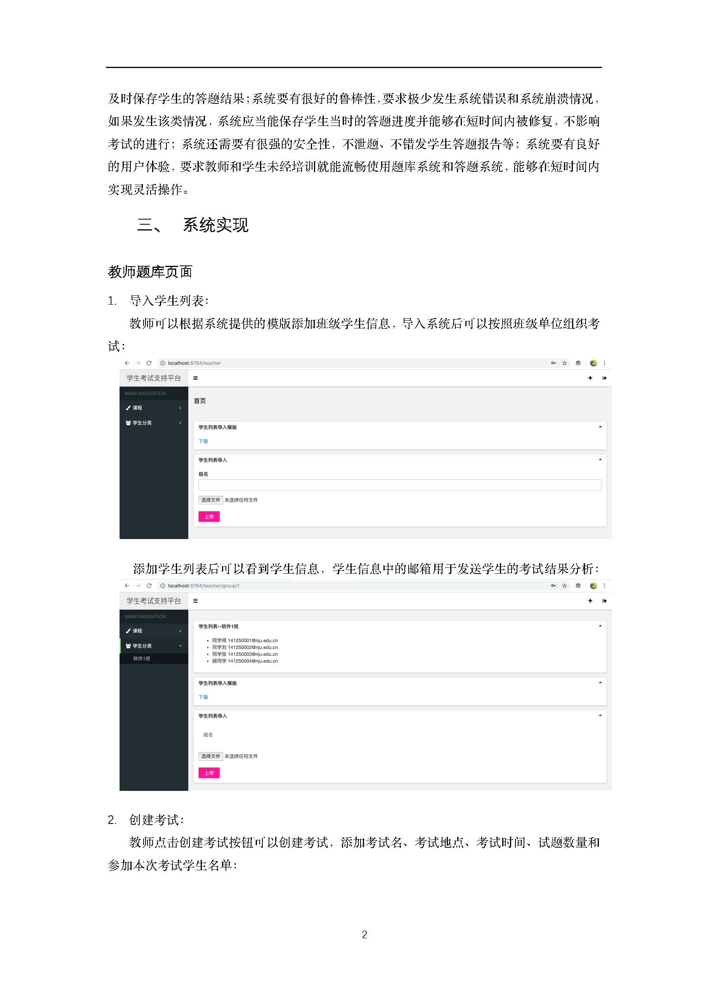 及时保存学生的答题结果；系统要有很好的鲁棒性，要求极少发生系统错误和系统崩溃情况，
如果发生该类情况，系统应当能保存学生当时的答题进度并能够在短时间内被修复，不影响
考试的进行；系统还需要有很强的安全性，不泄题、不错发学生答题报告等；系统要有良好
的用户体验，要求教师和学生未经培训就能流畅使用题库系统和答题系统，能够在短时间内
实现灵活操作。
三、 系统实现
教师题库页面
1. 导入学生列表：
教师可以根据系统提供的模版添加班级学生信息，导入系统后可以按照班级单位组织考
试：
localhost:8764/teacher
学生考试支持平台
MAIN NAVIGATION
课程
学生分类
首页
学生列表导入模版
下载
学生列表导入
组名
选择文件 未选择任何文件
上传
添加学生列表后可以看到学生信息，学生信息中的邮箱用于发送学生的考试结果分析：
localhost:8764/teacher/group/1
学生考试支持平台
MAIN NAVIGATION
课程
学生分类
软件1班
学生列表--软件1班
• 同学周 141250001@nju.edu.cn
• 同学刘 141250002@nju.edu.cn
• 同学张 141250003@nju.edu.cn
• 顾同学 141250004@nju.edu.cn
学生列表导入模版
下载
学生列表导入
组名
选择文件 未选择任何文件
上传
2. 创建考试：
教师点击创建考试按钮可以创建考试，添加考试名、考试地点、考试时间、试题数量和
参加本次考试学生名单：
2